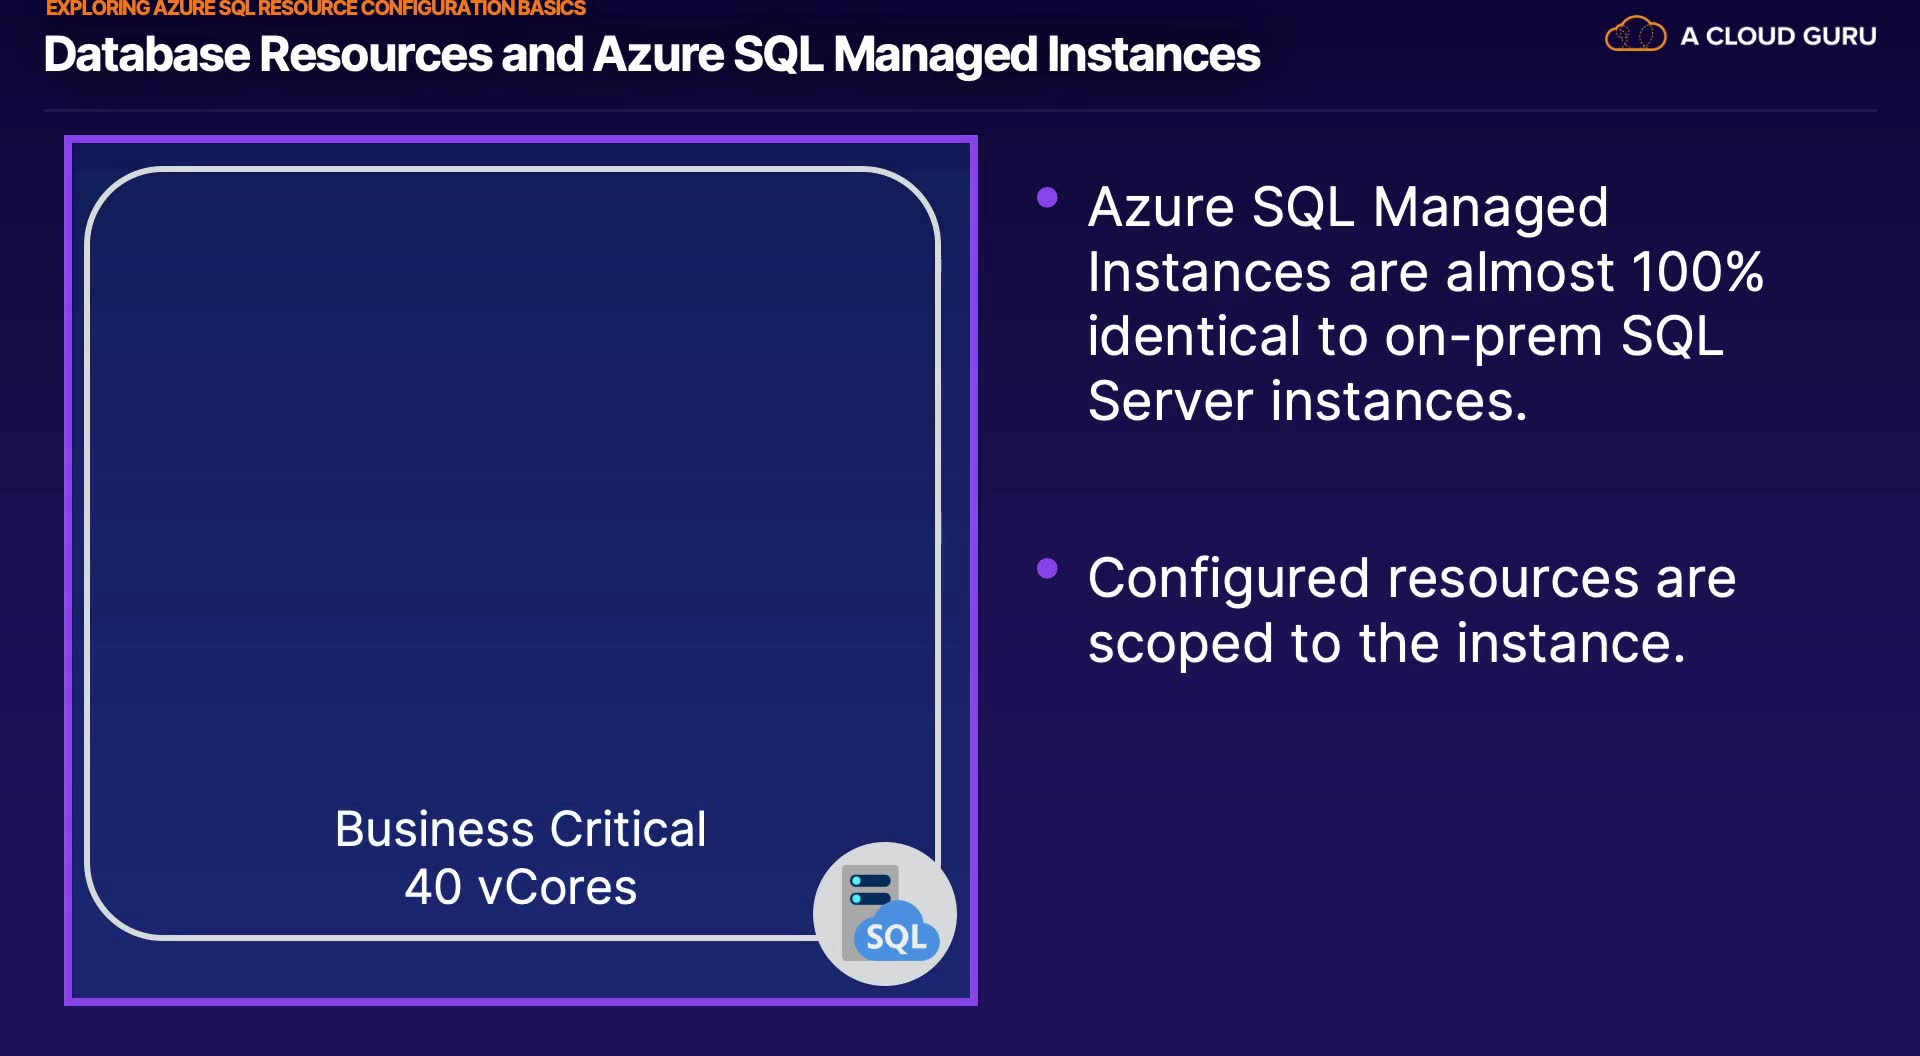 EXPLORING AZURE SQL RESOURCE CONFIGURATION BASICS
Database Resources and Azure SQL Managed Instances
A CLOUD GURU
Azure SQL Managed
Instances are almost 100%
identical to on-prem SQL
Server instances.
Configured resources are
scoped to the instance.
Business Critical
40 vCores
SQL